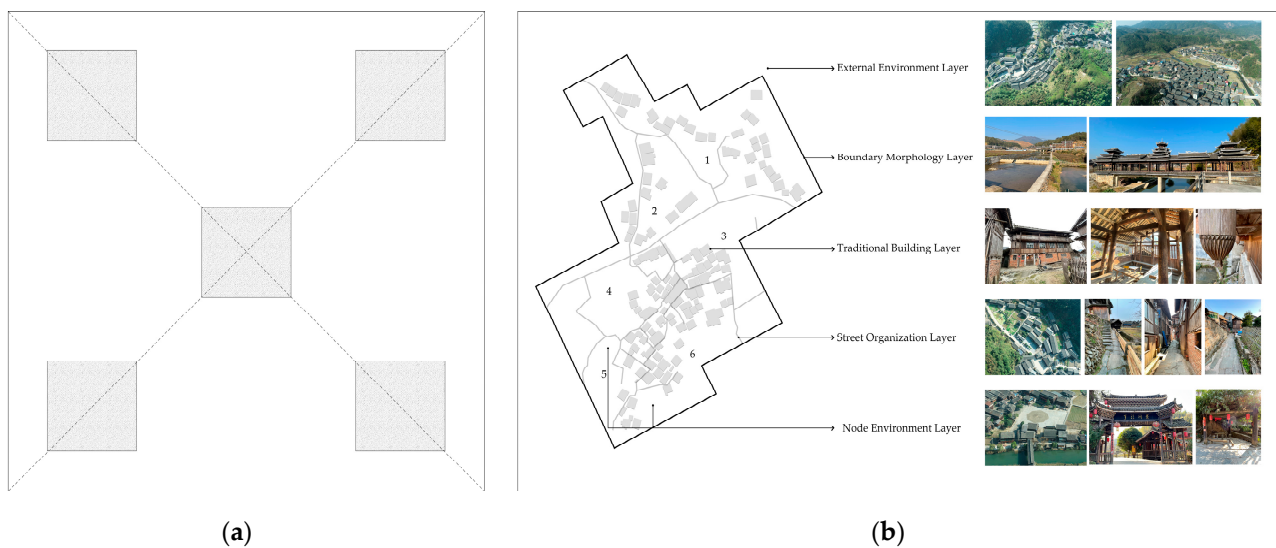 External Environment Layer
1
Boundary Morphology Layer
2
3
Traditional Building Layer
4
Street Organization Layer
5
6
Node Environment Layer
(a)
(b)